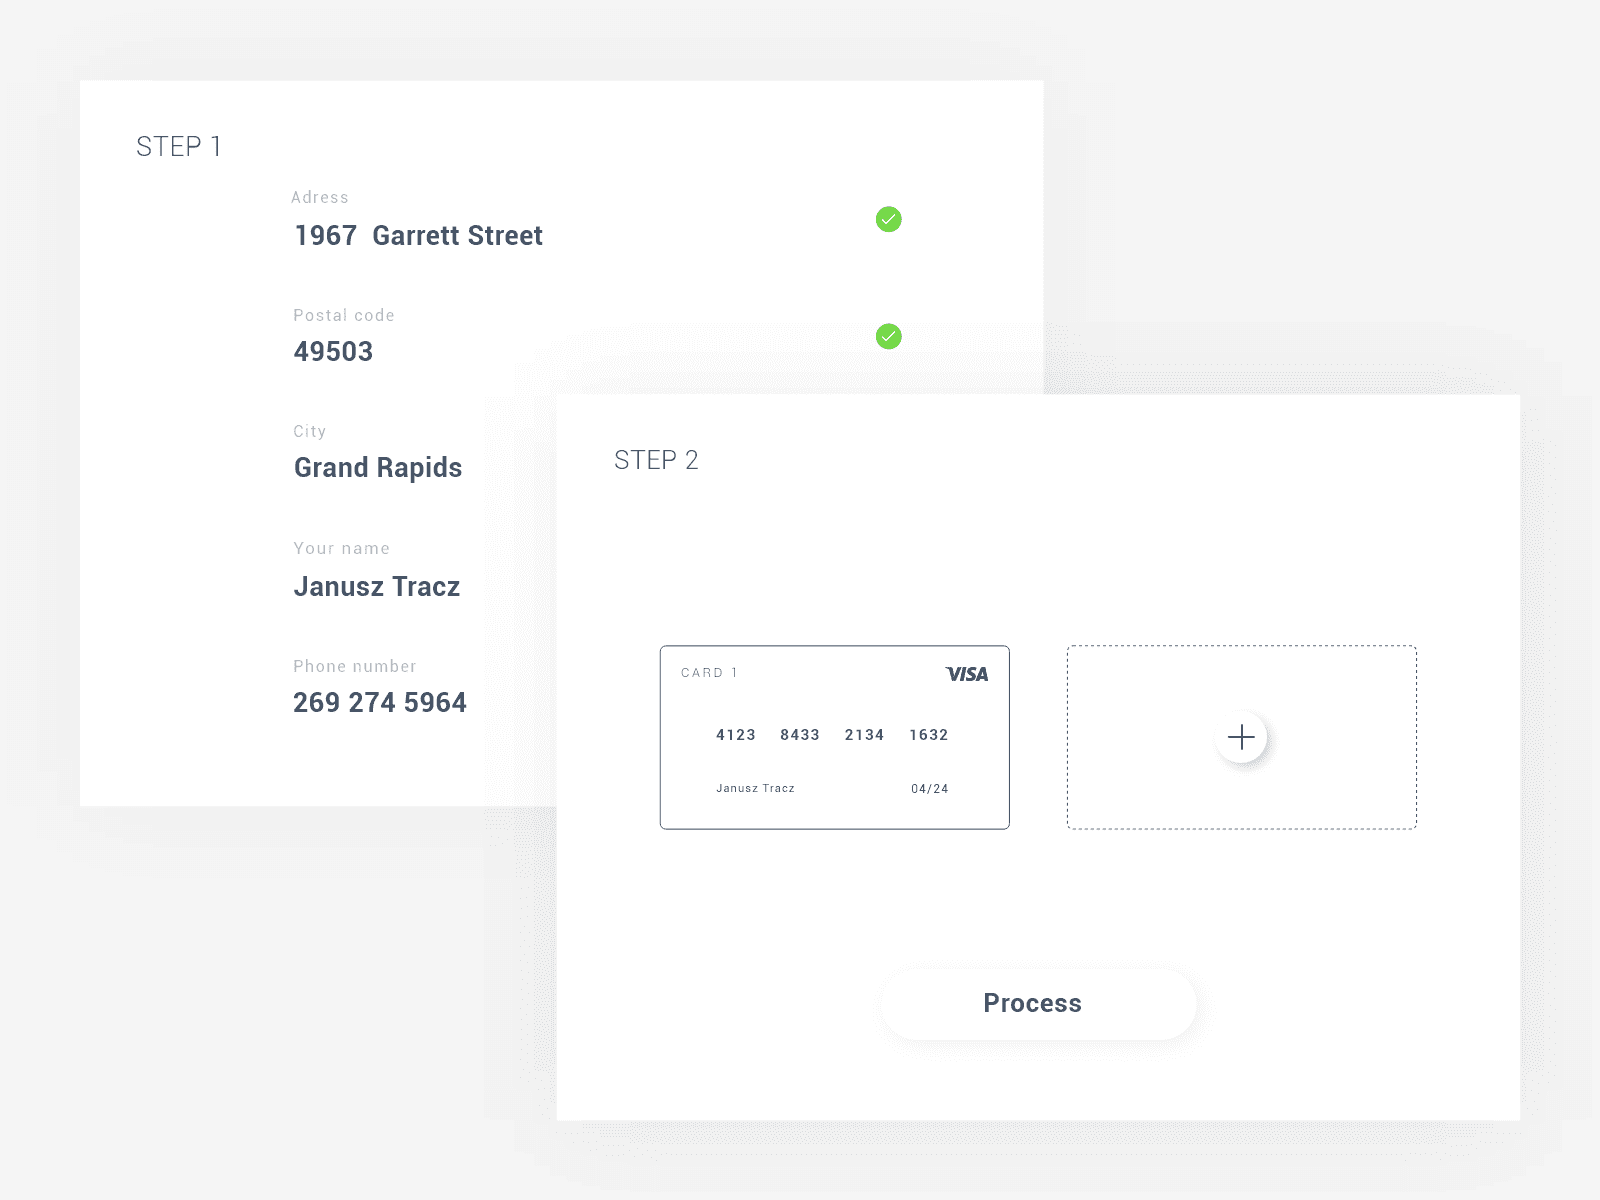 STEP 1
Adress
1967 Garrett Street
Postal code
49503
City
Grand Rapids
Your name
Janusz Tracz
Phone number
269 274 5964
STEP 2
CARD 1 VISA
4123 8433 2134 1632
Janusz Tracz 04/24
Process